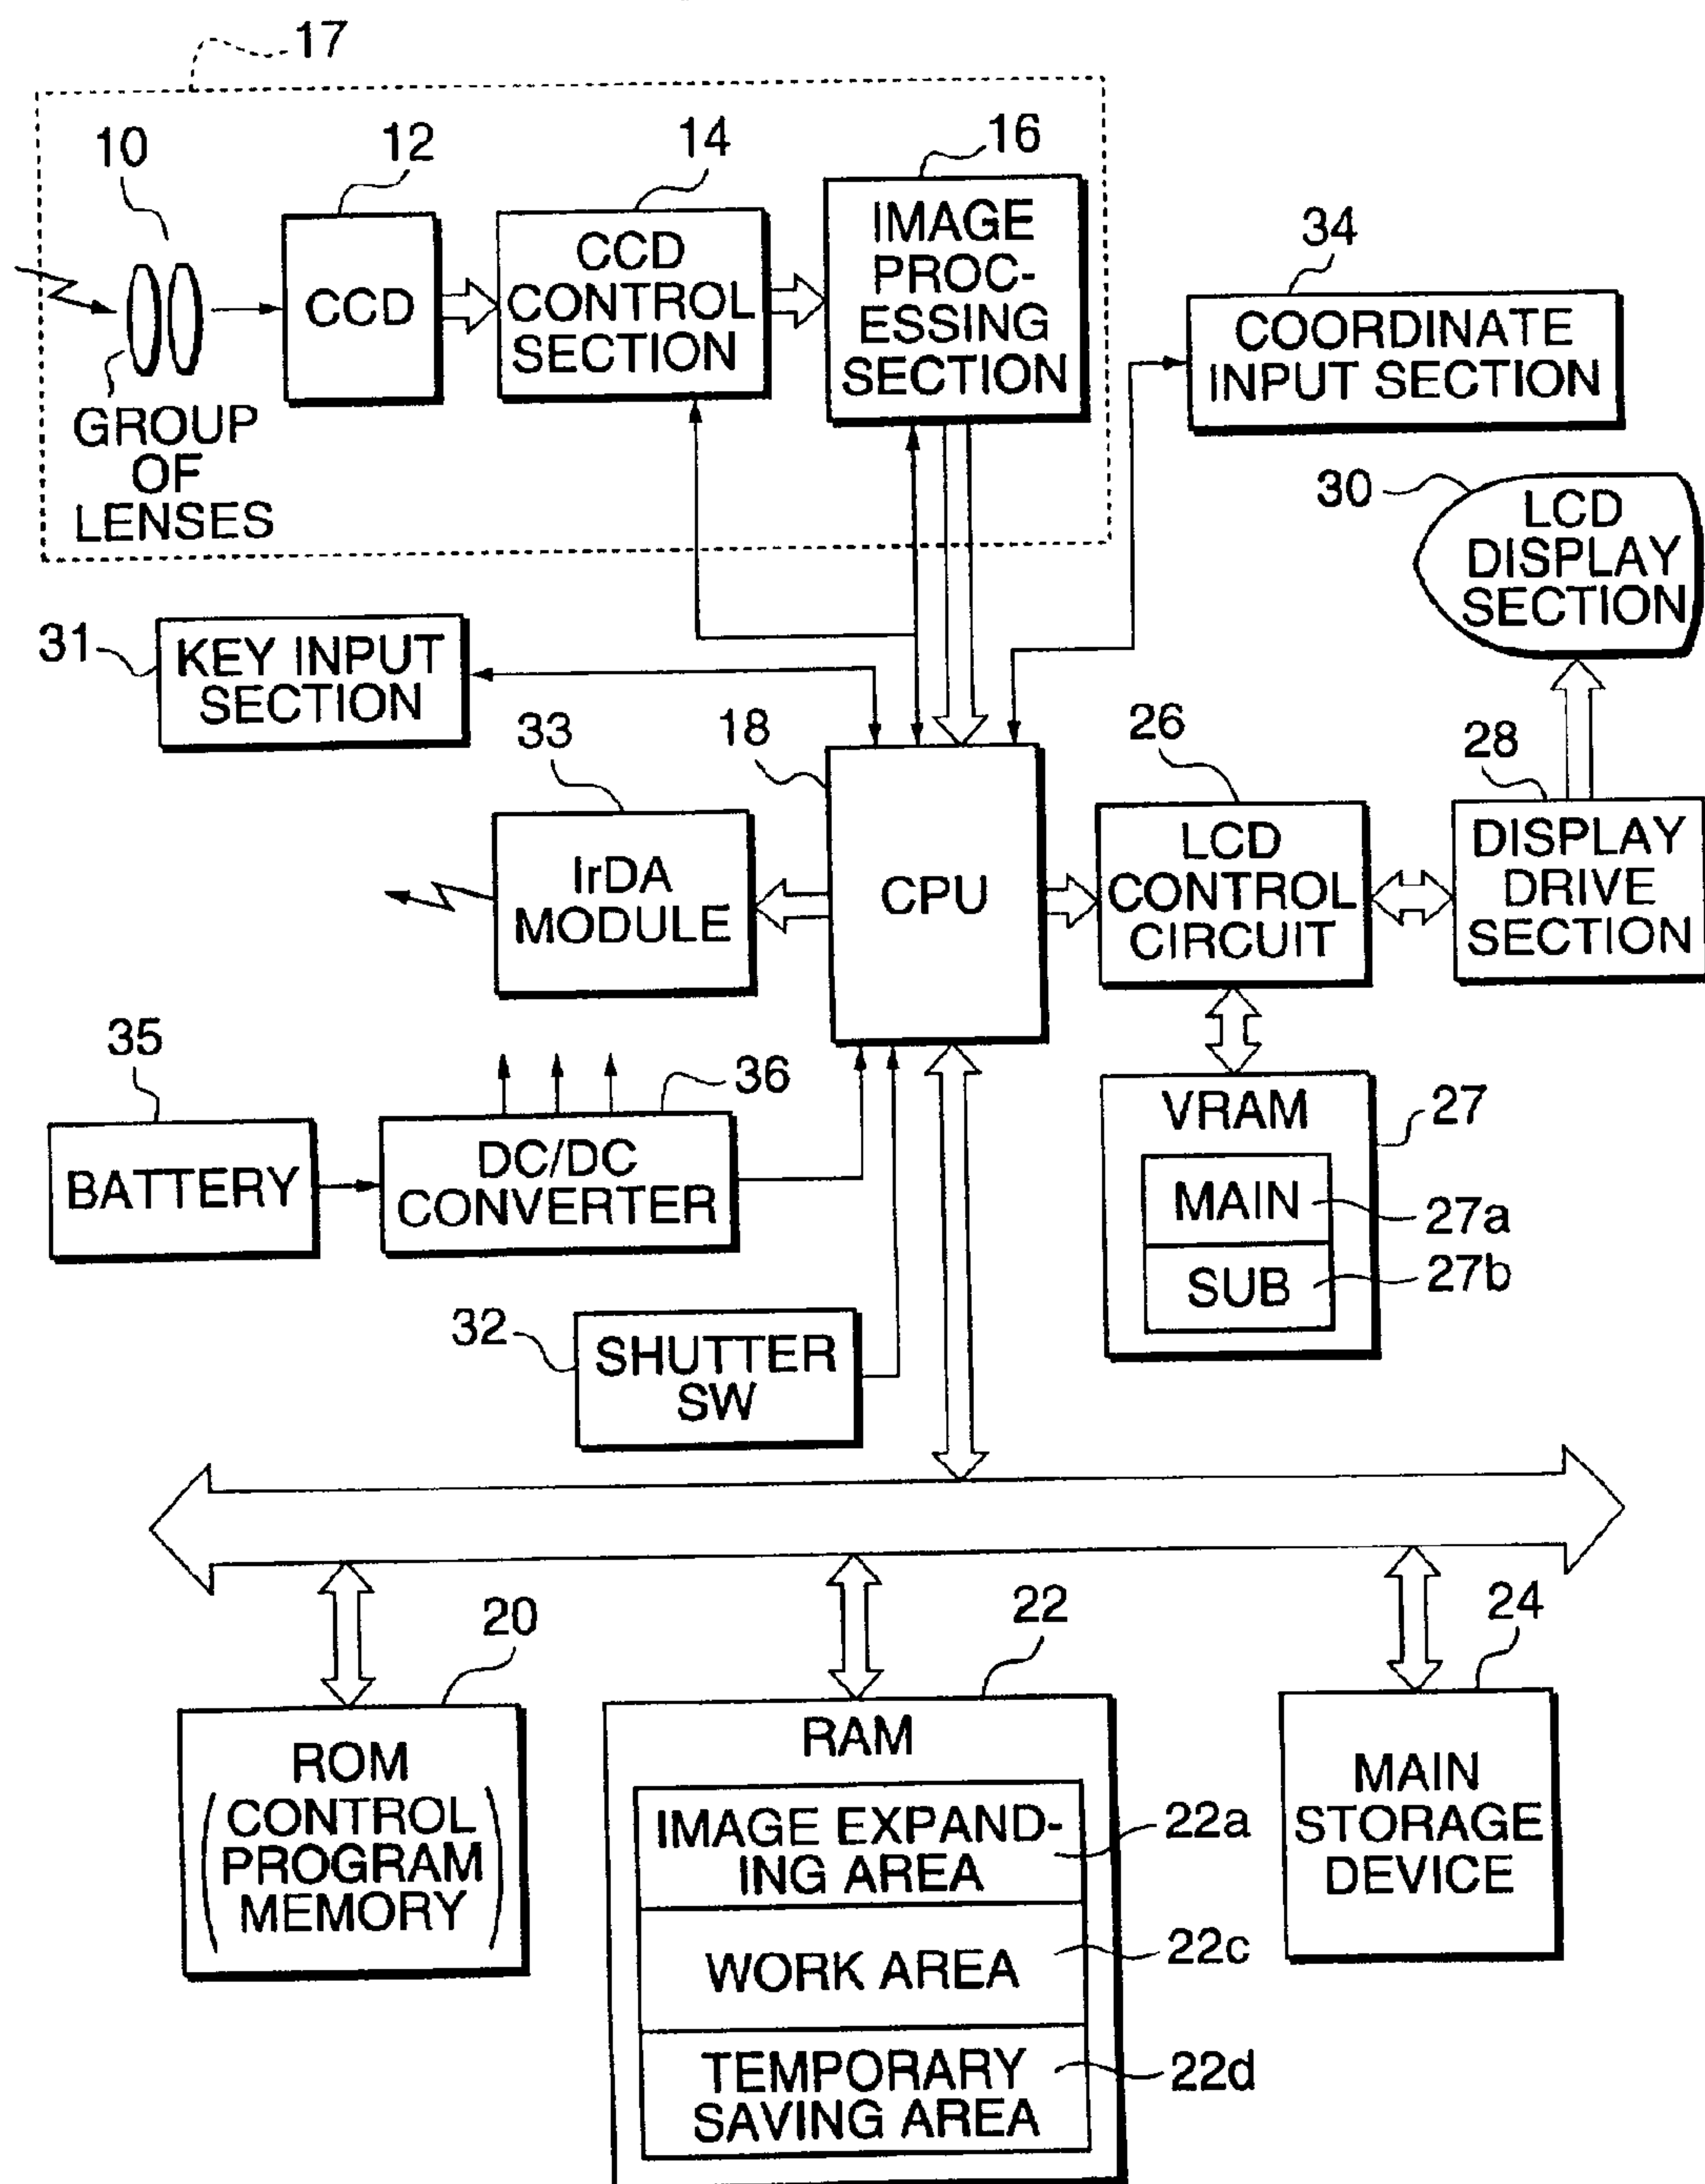 17
10
12
14
16
CCD
CCD
CONTROL
SECTION
IMAGE
PROC-
ESSING
SECTION
GROUP
OF
LENSES
34
COORDINATE
INPUT SECTION
30
LCD
DISPLAY
SECTION
31
KEY INPUT
SECTION
33
IrDA
MODULE
18
CPU
26
LCD
CONTROL
CIRCUIT
28
DISPLAY
DRIVE
SECTION
35
BATTERY
36
DC/DC
CONVERTER
VRAM
27
MAIN
27a
SUB
27b
32
SHUTTER
SW
20
ROM
(CONTROL
PROGRAM
MEMORY)
22
RAM
IMAGE EXPAND-
ING AREA
22a
WORK AREA
22c
TEMPORARY
SAVING AREA
22d
24
MAIN
STORAGE
DEVICE